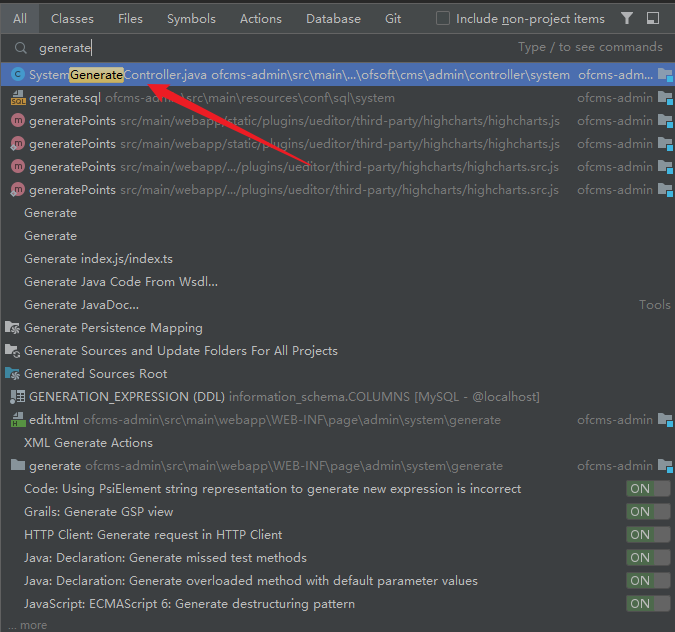 All Classes Files Symbols Actions Database Git Include non-project items
generate Type / to see commands
SystemGenerateController.java ofcms-admin\src\main\...\ofsoft\cms\admin\controller\system ofcms-adm...
generate.sql ofcms-admin\src\main\resources\conf\sql\system ofcms-admin
generatePoints src/main/webapp/static/plugins/ueditor/third-party/highcharts/highcharts.js ofcms-admin
generatePoints src/main/webapp/static/plugins/ueditor/third-party/highcharts/highcharts.js ofcms-admin
generatePoints src/main/webapp/.../plugins/ueditor/third-party/highcharts/highcharts.src.js ofcms-admin
generatePoints src/main/webapp/.../plugins/ueditor/third-party/highcharts/highcharts.src.js ofcms-admin
Generate
Generate
Generate index.js/index.ts
Generate Java Code From Wsdl...
Generate JavaDoc... Tools
Generate Persistence Mapping
Generate Sources and Update Folders For All Projects
Generated Sources Root
GENERATION_EXPRESSION (DDL) information_schema.COLUMNS [MySQL - @localhost]
edit.html ofcms-admin\src\main\webapp\WEB-INF\page\admin\system\generate ofcms-admin
XML Generate Actions
generate ofcms-admin\src\main\webapp\WEB-INF\page\admin\system\generate ofcms-admin
Code: Using PsiElement string representation to generate new expression is incorrect ON
Grails: Generate GSP view ON
HTTP Client: Generate request in HTTP Client ON
Java: Declaration: Generate missed test methods ON
Java: Declaration: Generate overloaded method with default parameter values ON
JavaScript: ECMAScript 6: Generate destructuring pattern ON
... more